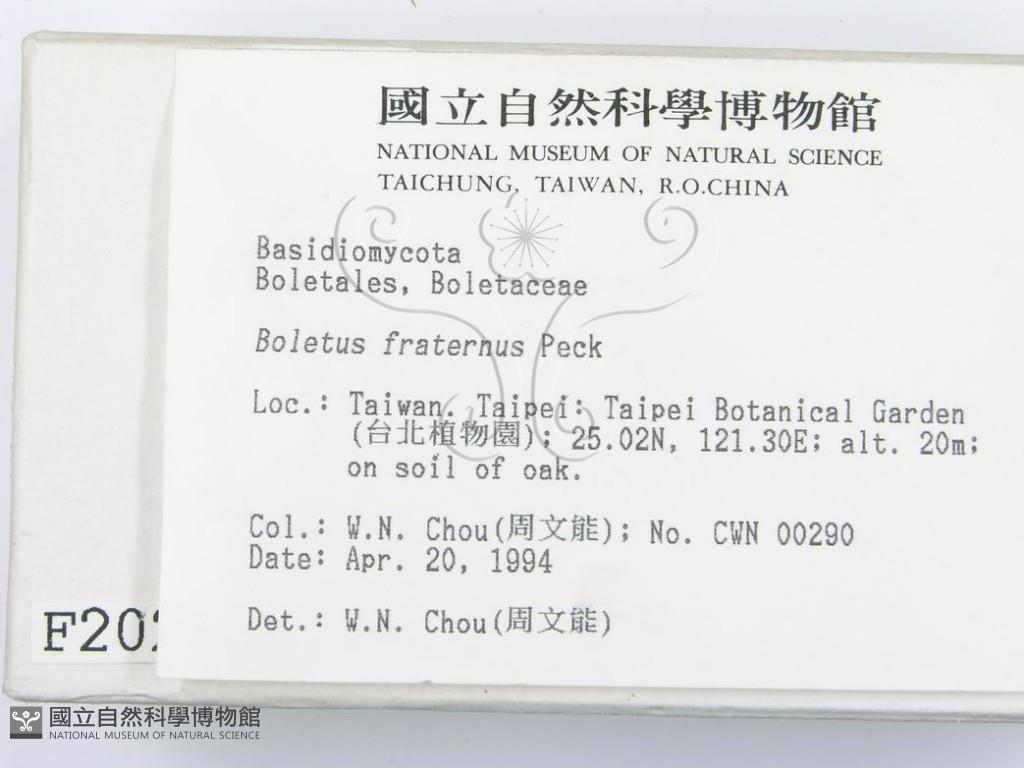 國立自然科學博物館
NATIONAL MUSEUM OF NATURAL SCIENCE
TAICHUNG, TAIWAN, R.O.CHINA
Basidiomycota
Boletales, Boletaceae
Boletus fraternus Peck
Loc.: Taiwan. Taipei: Taipei Botanical Garden
(台北植物園); 25.02N, 121.30E; alt. 20m;
on soil of oak.
Col.: W.N. Chou(周文能); No. CWN 00290
Date: Apr. 20, 1994
Det.: W.N. Chou(周文能)
國立自然科學博物館
NATIONAL MUSEUM OF NATURAL SCIENCE